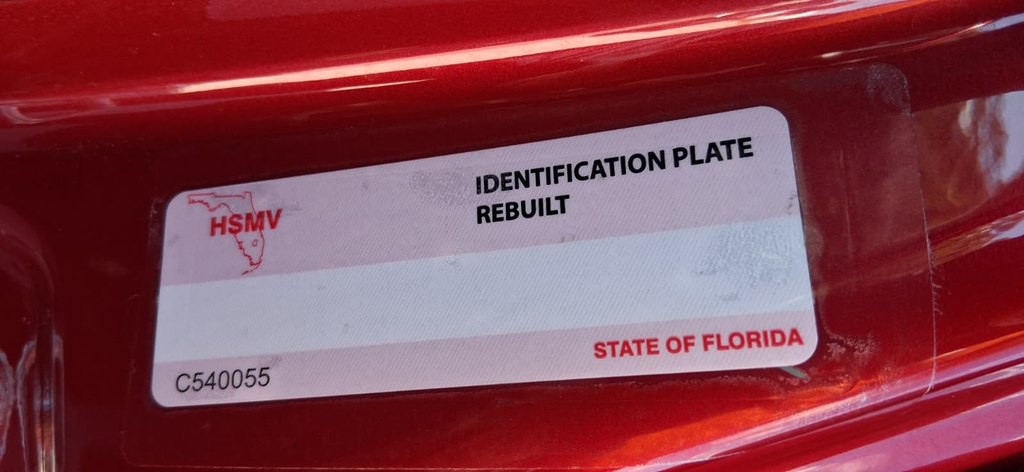 IDENTIFICATION PLATE
REBUILT
HSMV
STATE OF FLORIDA
C540055